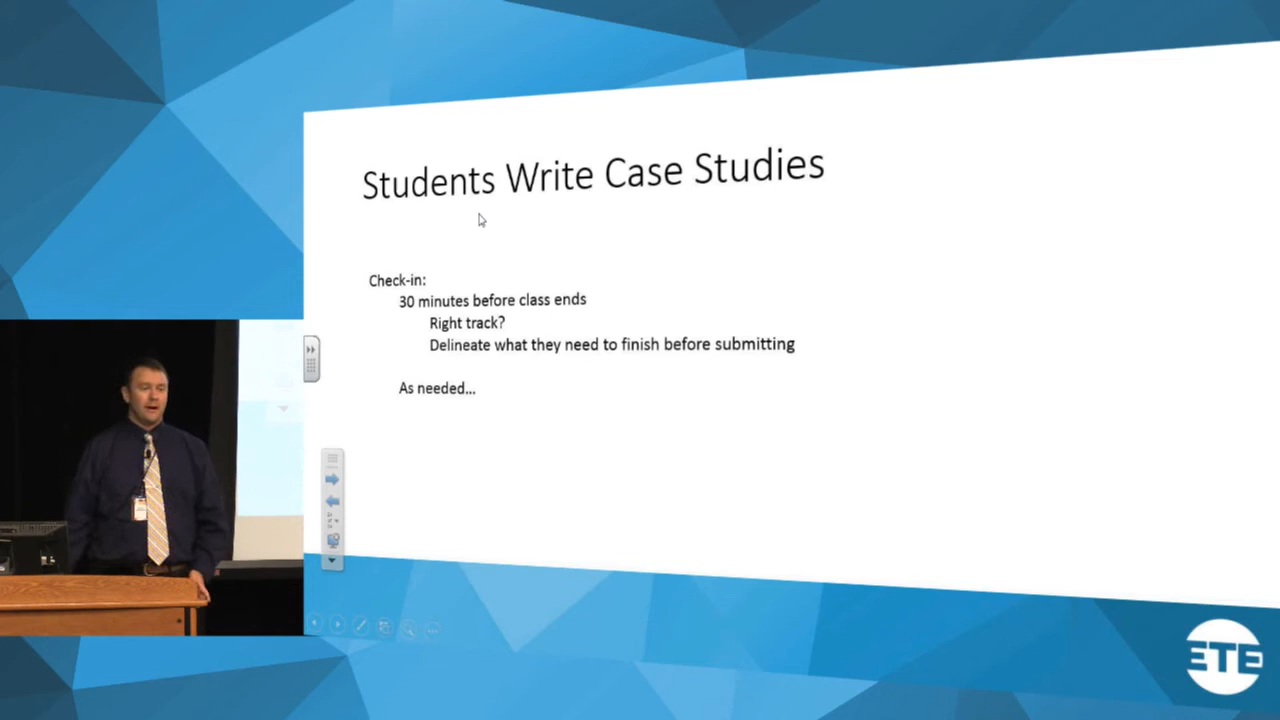 Students Write Case Studies
Check-in:
30 minutes before class ends
Right track?
Delineate what they need to finish before submitting
As needed...
ETE